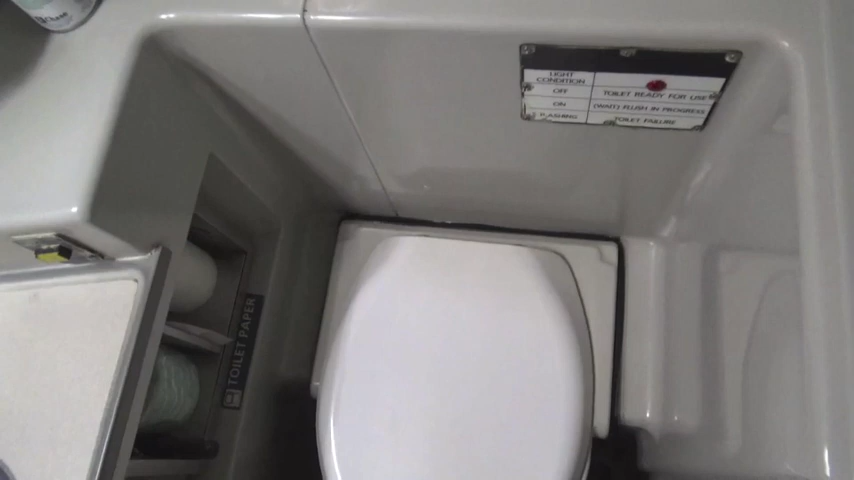 LIGHT CONDITION
OFF TOILET READY FOR USE
ON (WAIT) FLUSH IN PROGRESS
FLASHING TOILET FAILURE
TOILET PAPER